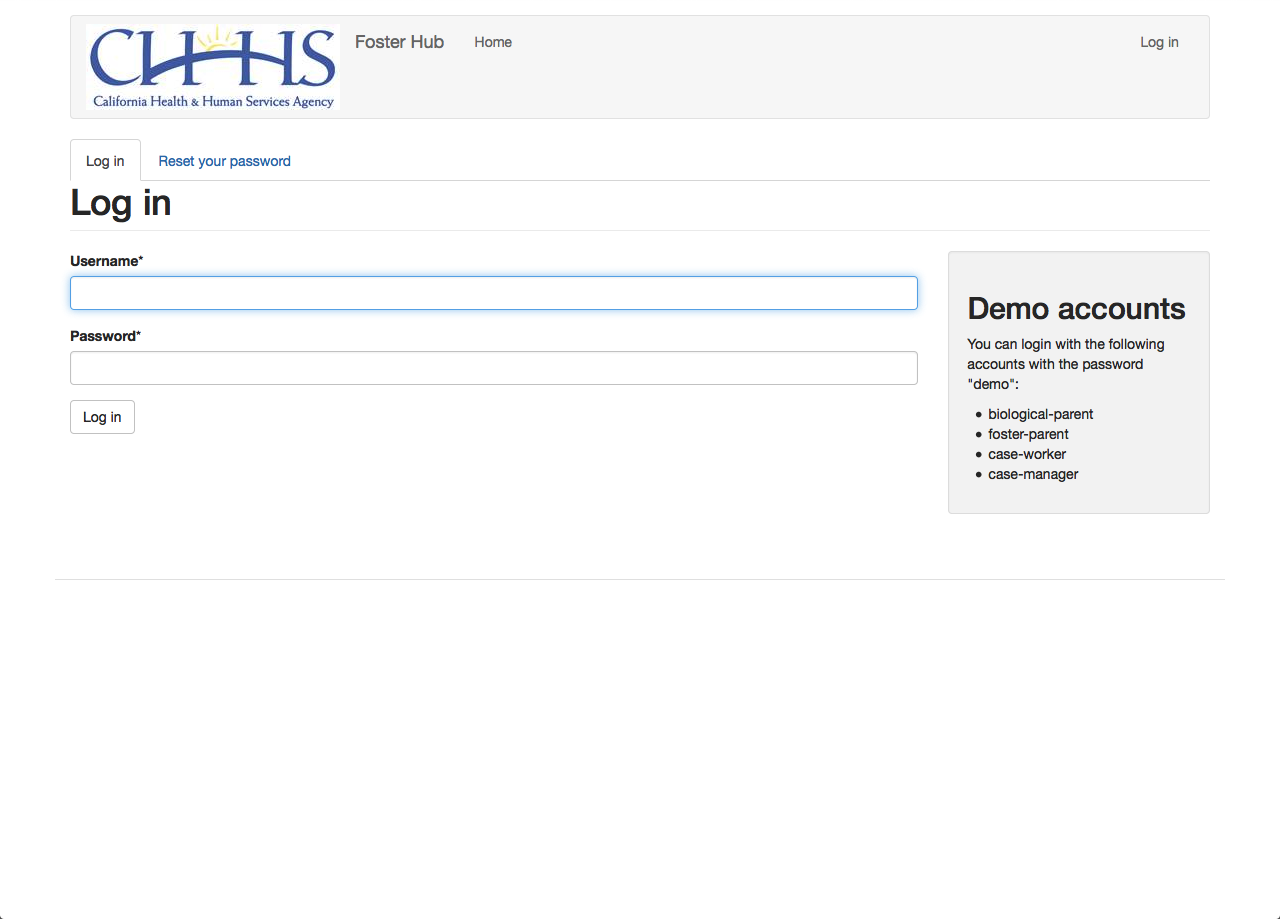 CHHS
California Health & Human Services Agency
Foster Hub
Home
Log in
Log in
Reset your password
Log in
Username*
Password*
Log in
Demo accounts
You can login with the following
accounts with the password
"demo":
• biological-parent
• foster-parent
• case-worker
• case-manager